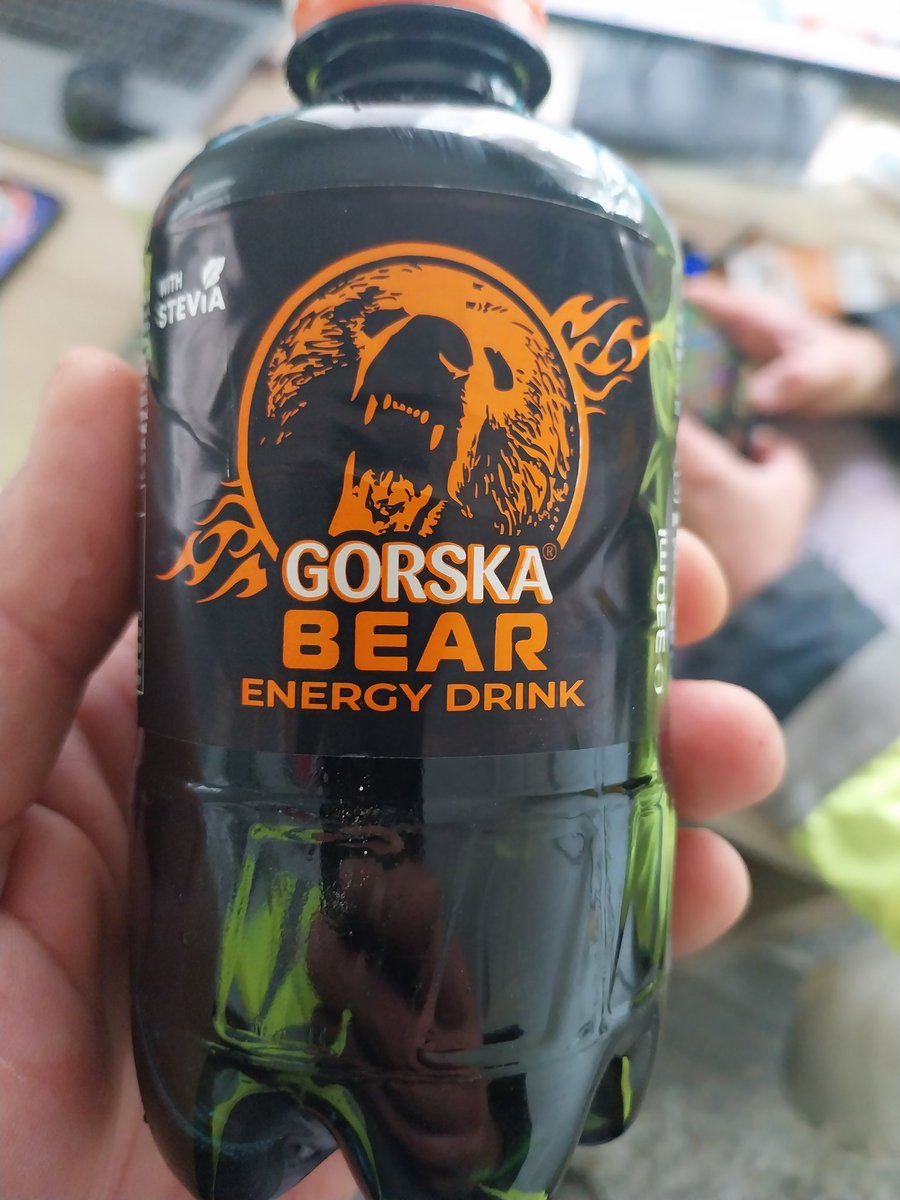 WITH
STEVIA
GORSKA®
BEAR
ENERGY DRINK